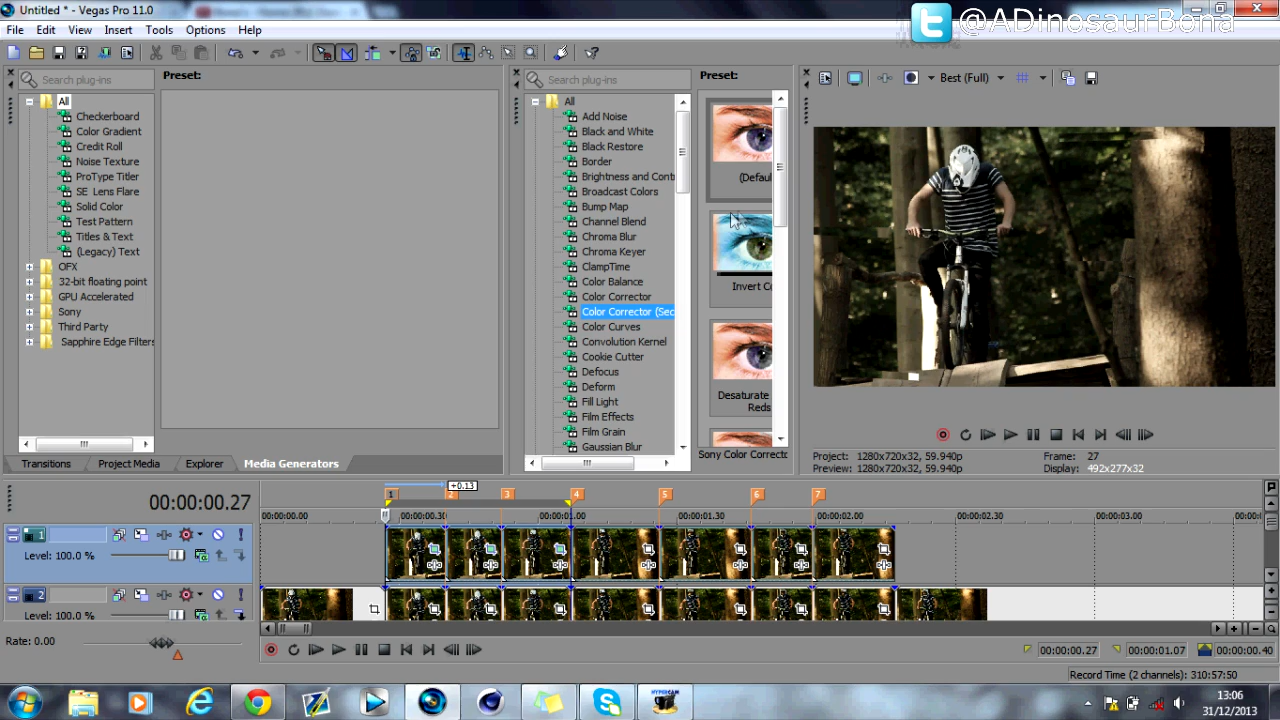 Untitled * - Vegas Pro 11.0
@ADinosaurBona
File Edit View Insert Tools Options Help
Search plug-ins
Preset:
All
Checkerboard
Color Gradient
Credit Roll
Noise Texture
ProType Titler
SE Lens Flare
Solid Color
Test Pattern
Titles & Text
(Legacy) Text
OFX
32-bit floating point
GPU Accelerated
Sony
Third Party
Sapphire Edge Filters
Transitions Project Media Explorer Media Generators
Search plug-ins
Preset:
All
Add Noise
Black and White
Black Restore
Border
Brightness and Cont
Broadcast Colors
Bump Map
Channel Blend
Chroma Blur
Chroma Keyer
ClampTime
Color Balance
Color Corrector
Color Corrector (Sec
Color Curves
Convolution Kernel
Cookie Cutter
Defocus
Deform
Fill Light
Film Effects
Film Grain
Gaussian Blur
(Defaul
Invert Co
Desaturate
Reds
Sony Color Correcto
Best (Full)
Project: 1280x720x32, 59.940p Frame: 27
Preview: 1280x720x32, 59.940p Display: 492x277x32
00:00:00.27
+0.13
1 2 3 4 5 6 7
00:00:00.00 00:00:00.30 00:00:01.00 00:00:01.30 00:00:02.00 00:00:02.30 00:00:03.00 00:00:0
1
Level: 100.0 %
2
Level: 100.0 %
Rate: 0.00
00:00:00.27 00:00:01.07 00:00:00.40
Record Time (2 channels): 310:57:50
HYPERCAM
13:06
31/12/2013